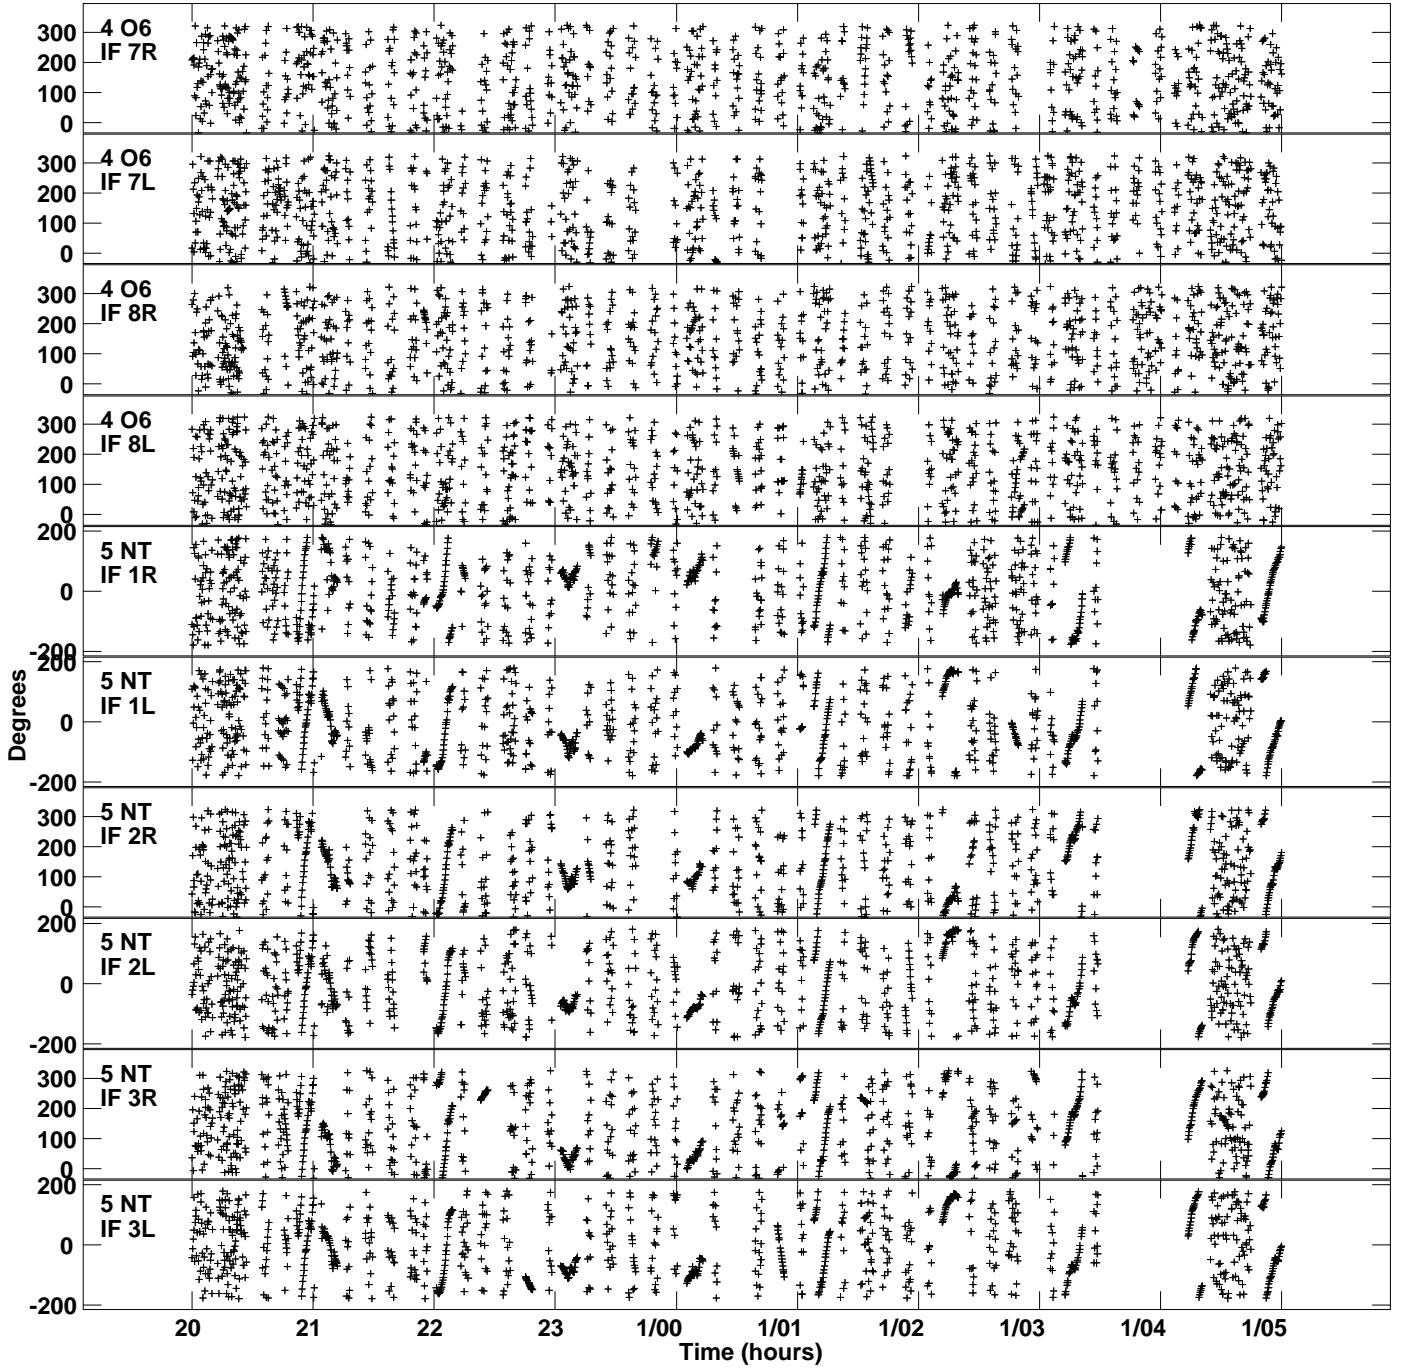 4 O6
IF 7R
300
200
100
0
4 O6
IF 7L
300
200
100
0
4 O6
IF 8R
300
200
100
0
4 O6
IF 8L
300
200
100
0
5 NT
IF 1R
200
0
-200
5 NT
IF 1L
200
0
-200
5 NT
IF 2R
300
200
100
0
5 NT
IF 2L
200
0
-200
5 NT
IF 3R
300
200
100
0
5 NT
IF 3L
200
0
-200
Degrees
20 21 22 23 1/00 1/01 1/02 1/03 1/04 1/05
Time (hours)